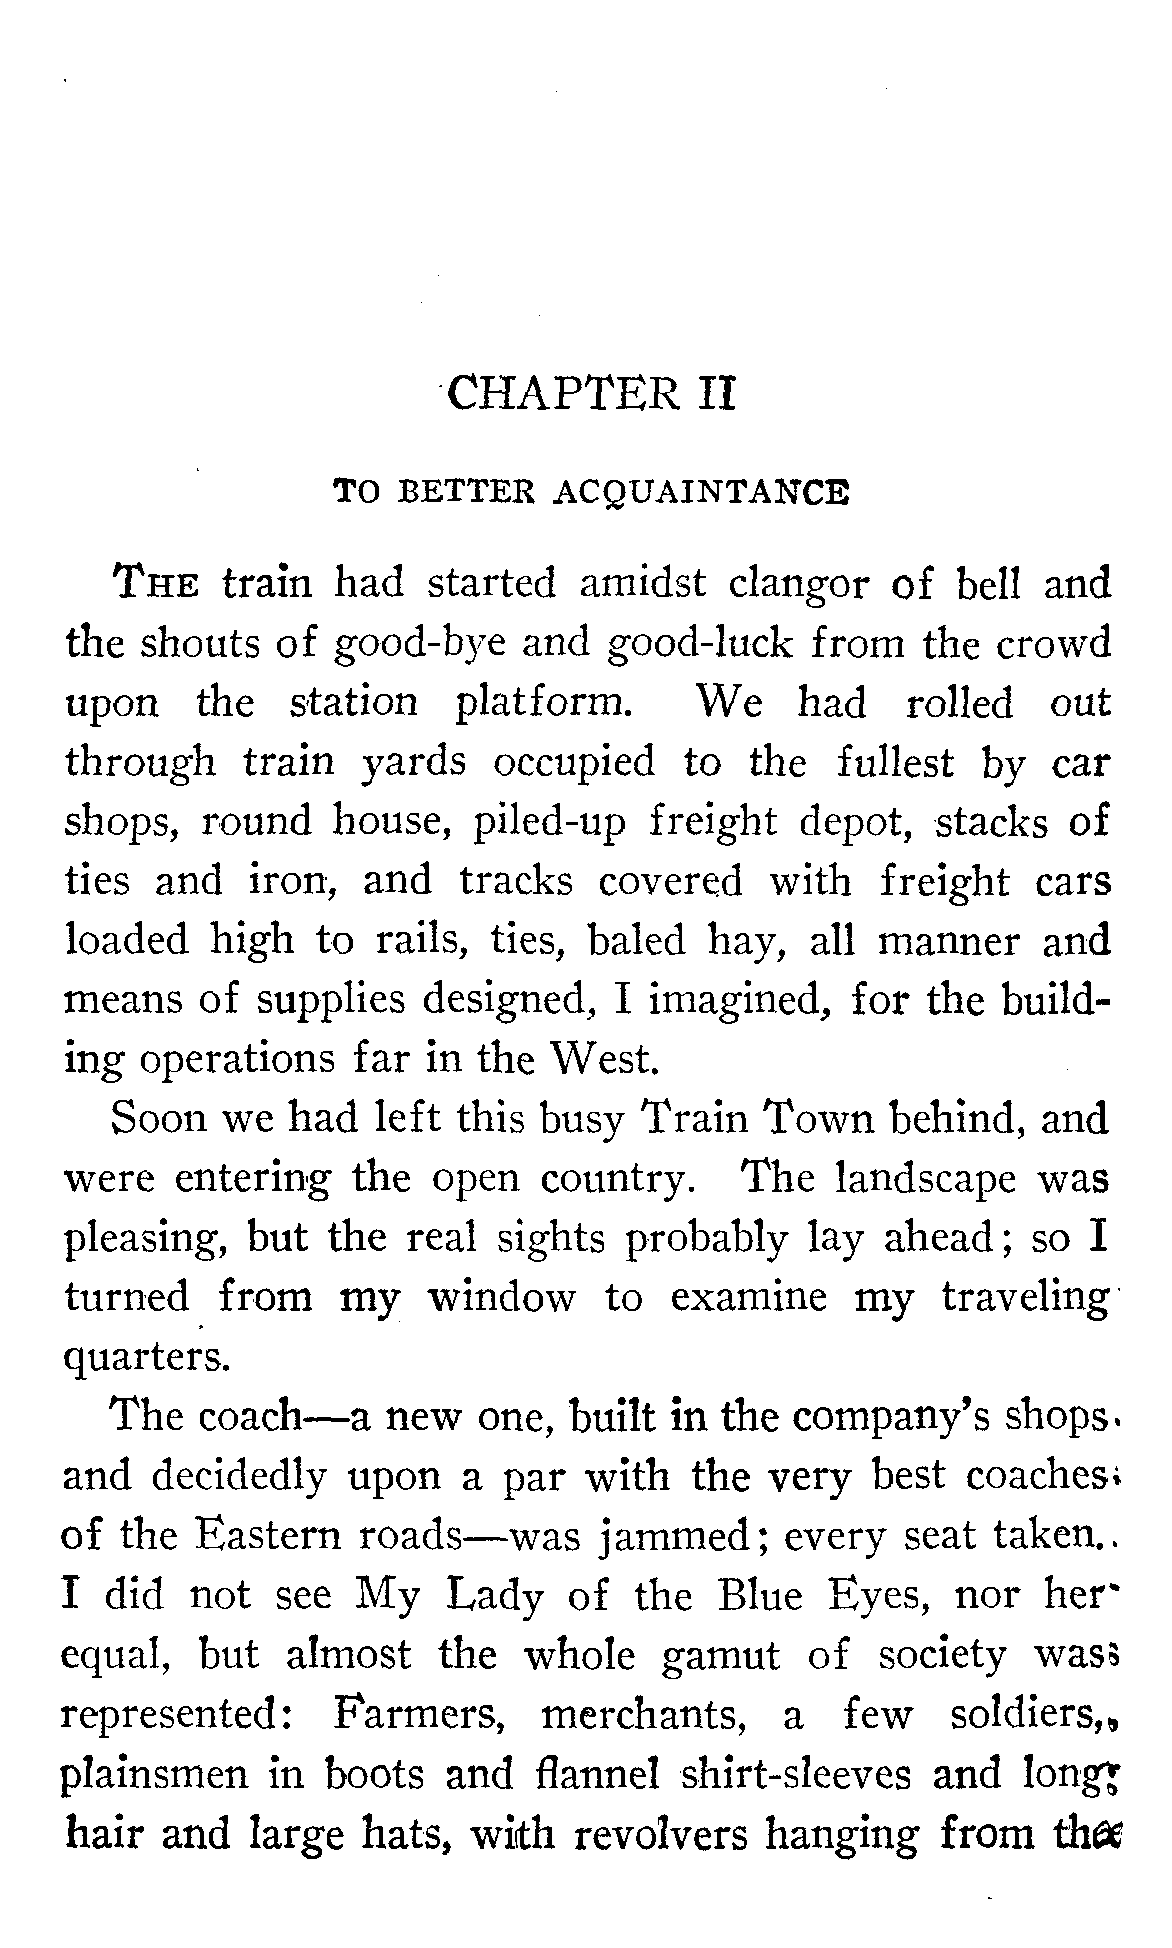 CHAPTER II
TO BETTER ACQUAINTANCE
THE train had started amidst clangor of bell and
the shouts of good-bye and good-luck from the crowd
upon the station platform. We had rolled out
through train yards occupied to the fullest by car
shops, round house, piled-up freight depot, stacks of
ties and iron, and tracks covered with freight cars
loaded high to rails, ties, baled hay, all manner and
means of supplies designed, I imagined, for the build-
ing operations far in the West.
Soon we had left this busy Train Town behind, and
were entering the open country. The landscape was
pleasing, but the real sights probably lay ahead; so I
turned from my window to examine my traveling
quarters.
The coach—a new one, built in the company's shops.
and decidedly upon a par with the very best coaches
of the Eastern roads—was jammed; every seat taken.
I did not see My Lady of the Blue Eyes, nor her
equal, but almost the whole gamut of society was
represented: Farmers, merchants, a few soldiers,
plainsmen in boots and flannel shirt-sleeves and long
hair and large hats, with revolvers hanging from the